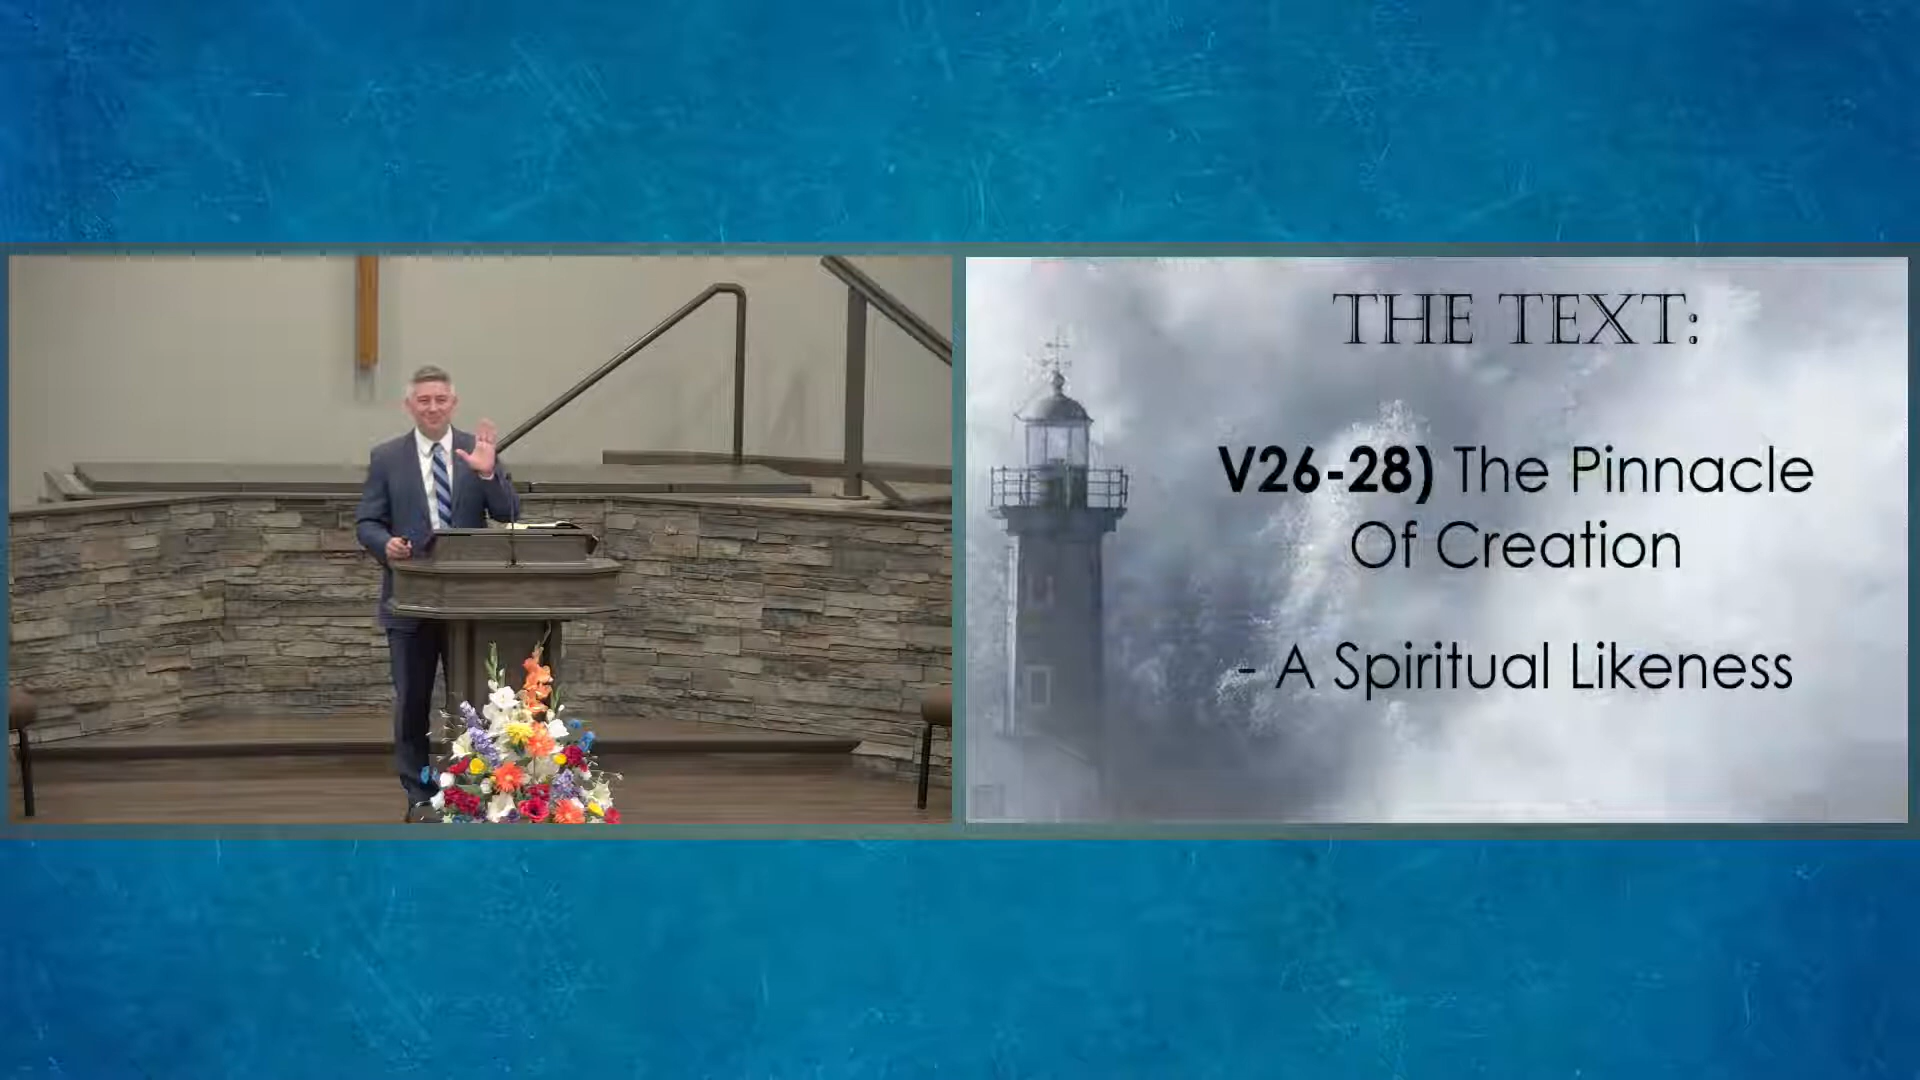 THE TEXT:
V26-28) The Pinnacle
Of Creation
- A Spiritual Likeness